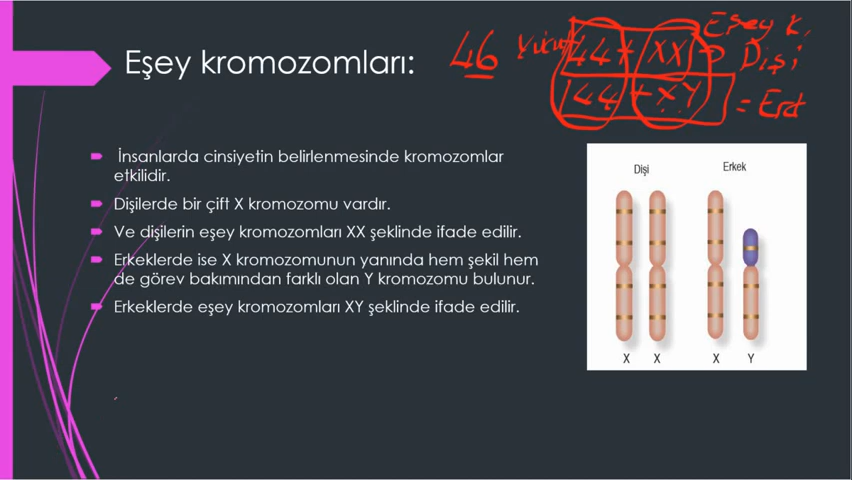 Eşey kromozomları:
46
44 + XX
Eşey k.
Dişi
44 + XY = Erk
İnsanlarda cinsiyetin belirlenmesinde kromozomlar
etkilidir.
Dişilerde bir çift X kromozomu vardır.
Ve dişilerin eşey kromozomları XX şeklinde ifade edilir.
Erkeklerde ise X kromozomunun yanında hem şekil hem
de görev bakımından farklı olan Y kromozomu bulunur.
Erkeklerde eşey kromozomları XY şeklinde ifade edilir.
Dişi Erkek
X X X Y